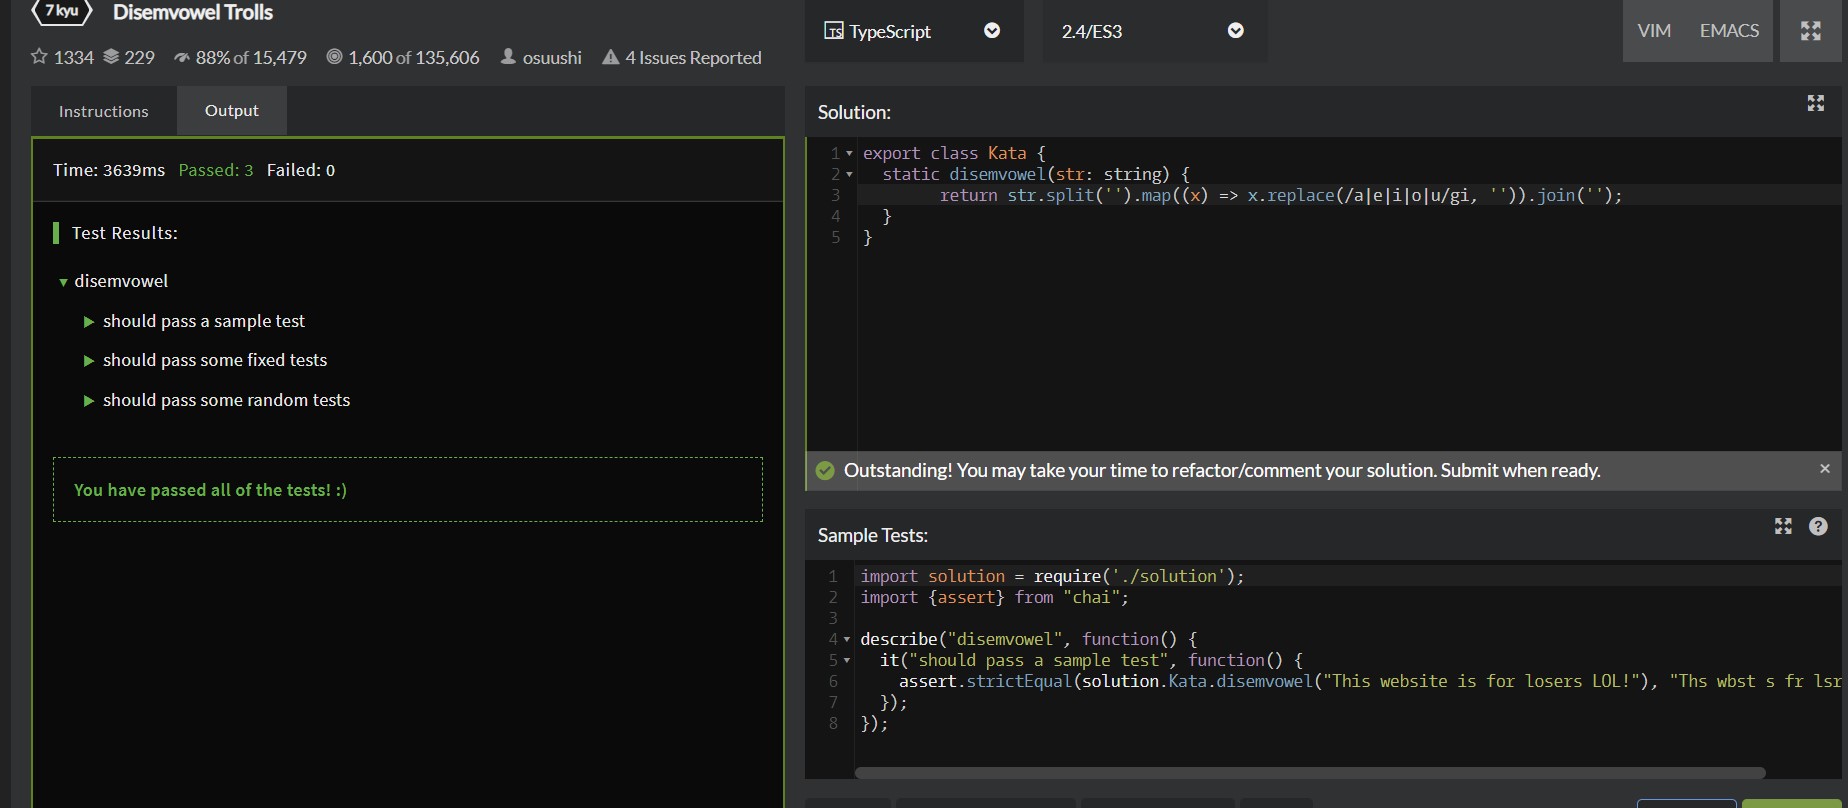 7 kyu Disemvowel Trolls
1334 229 88% of 15,479 1,600 of 135,606 osuushi 4 Issues Reported
Instructions Output
Time: 3639ms Passed: 3 Failed: 0
Test Results:
disemvowel
should pass a sample test
should pass some fixed tests
should pass some random tests
You have passed all of the tests! :)
TS TypeScript 2.4/ES3 VIM EMACS
Solution:
1 export class Kata {
2 static disemvowel(str: string) {
3 return str.split('').map((x) => x.replace(/a|e|i|o|u/gi, '')).join('');
4 }
5 }
Outstanding! You may take your time to refactor/comment your solution. Submit when ready. ×
Sample Tests: ?
1 import solution = require('./solution');
2 import {assert} from "chai";
3
4 describe("disemvowel", function() {
5 it("should pass a sample test", function() {
6 assert.strictEqual(solution.Kata.disemvowel("This website is for losers LOL!"), "Ths wbst s fr lsr
7 });
8 });